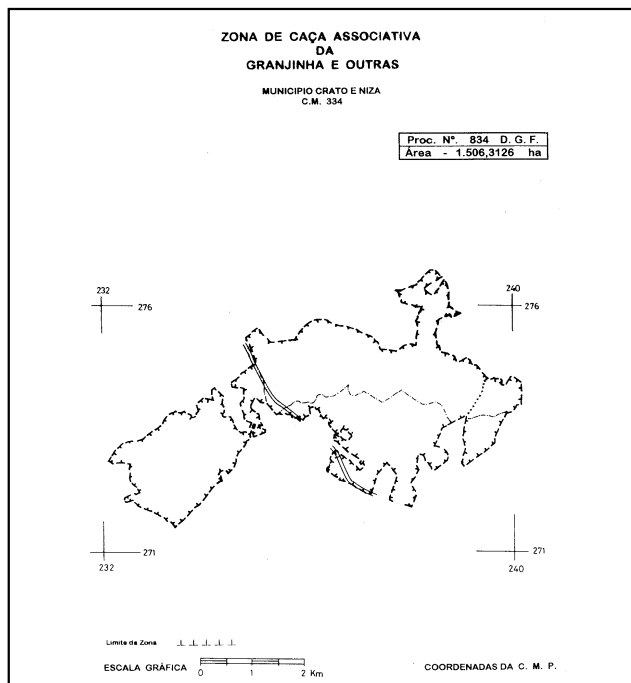 ZONA DE CAÇA ASSOCIATIVA
DA
GRANJINHA E OUTRAS
MUNICIPIO CRATO E NIZA
C.M. 334
Proc. Nº. 834 D. G. F.
Área - 1.506,3126 ha
232
276
240
276
271
232
271
240
Limite da Zona
ESCALA GRÁFICA 0 1 2 Km
COORDENADAS DA C. M. P.